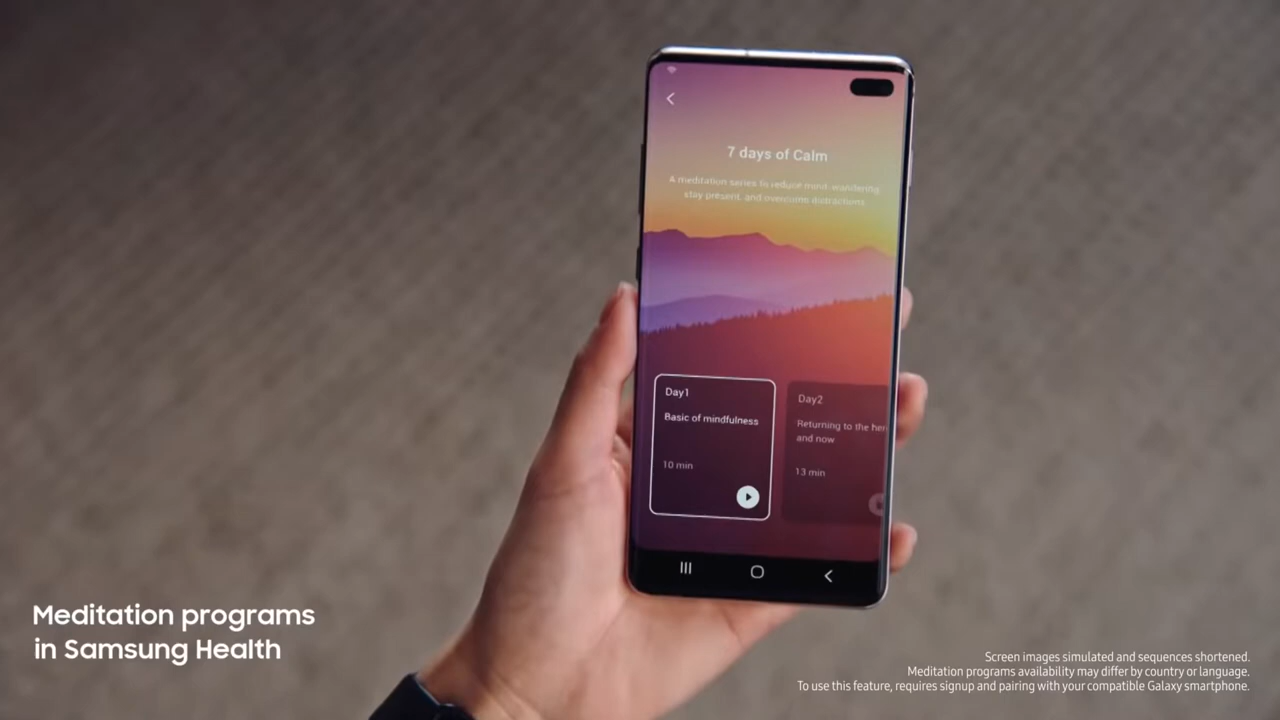 7 days of Calm
A meditation series to reduce mind-wandering,
stay present, and overcome distractions.
Day1
Basic of mindfulness
10 min
Day2
Returning to the her
and now
13 min
Meditation programs
in Samsung Health
Screen images simulated and sequences shortened.
Meditation programs availability may differ by country or language.
To use this feature, requires signup and pairing with your compatible Galaxy smartphone.